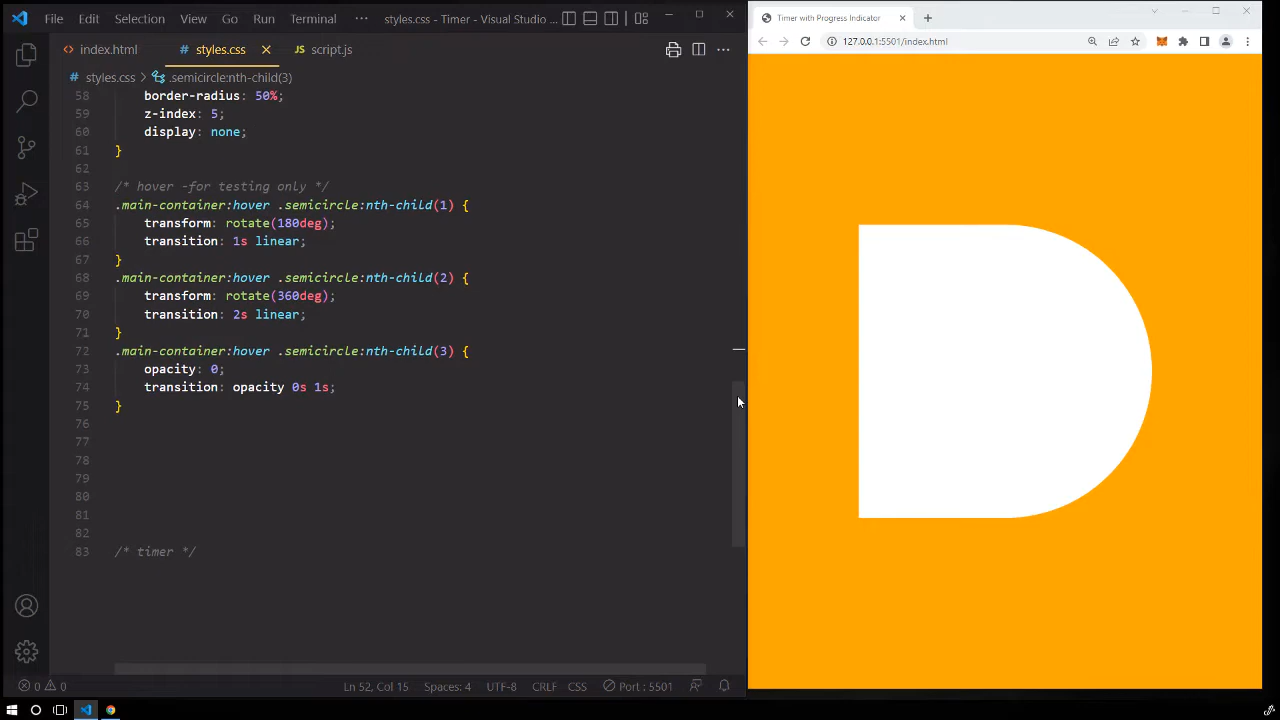 File Edit Selection View Go Run Terminal ··· styles.css - Timer - Visual Studio ...
index.html # styles.css JS script.js
# styles.css > .semicircle:nth-child(3)
58 border-radius: 50%;
59 z-index: 5;
60 display: none;
61 }
62
63 /* hover -for testing only */
64 .main-container:hover .semicircle:nth-child(1) {
65 transform: rotate(180deg);
66 transition: 1s linear;
67 }
68 .main-container:hover .semicircle:nth-child(2) {
69 transform: rotate(360deg);
70 transition: 2s linear;
71 }
72 .main-container:hover .semicircle:nth-child(3) {
73 opacity: 0;
74 transition: opacity 0s 1s;
75 }
76
77
78
79
80
81
82
83 /* timer */
0 0 Ln 52, Col 15 Spaces: 4 UTF-8 CRLF CSS Port : 5501
Timer with Progress Indicator
127.0.0.1:5501/index.html